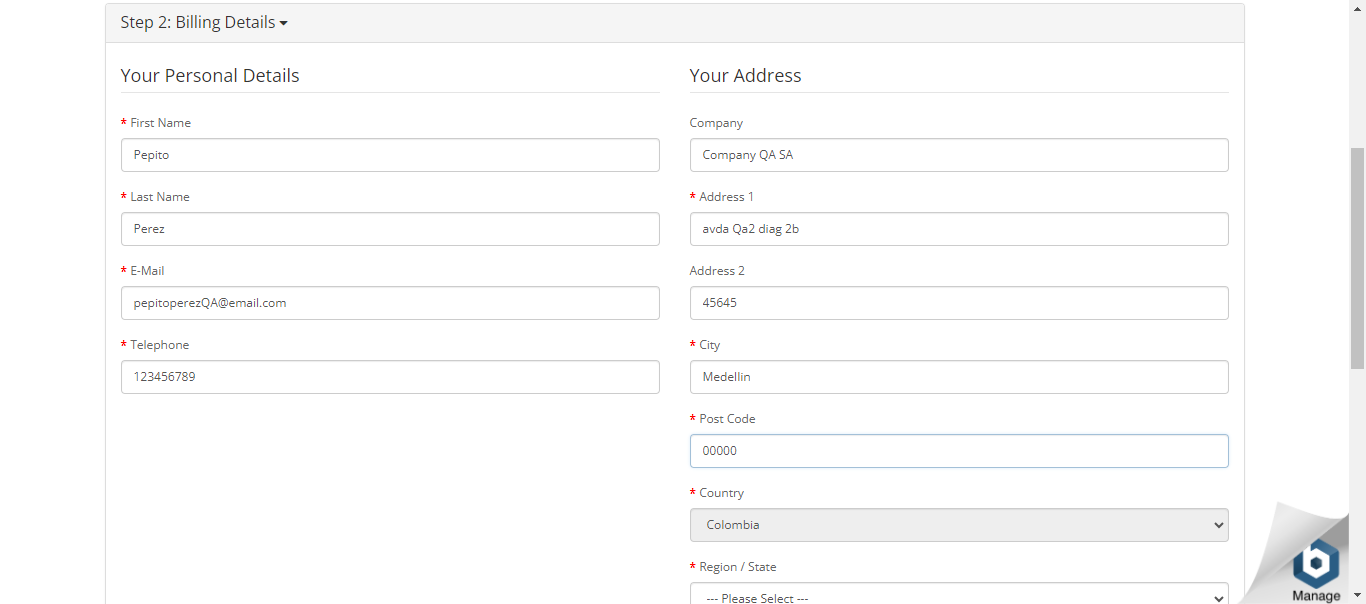 Step 2: Billing Details
Your Personal Details
* First Name
Pepito
* Last Name
Perez
* E-Mail
pepitoperezQA@email.com
* Telephone
123456789
Your Address
Company
Company QA SA
* Address 1
avda Qa2 diag 2b
Address 2
45645
* City
Medellin
* Post Code
00000
* Country
Colombia
* Region / State
--- Please Select ---
b
Manage